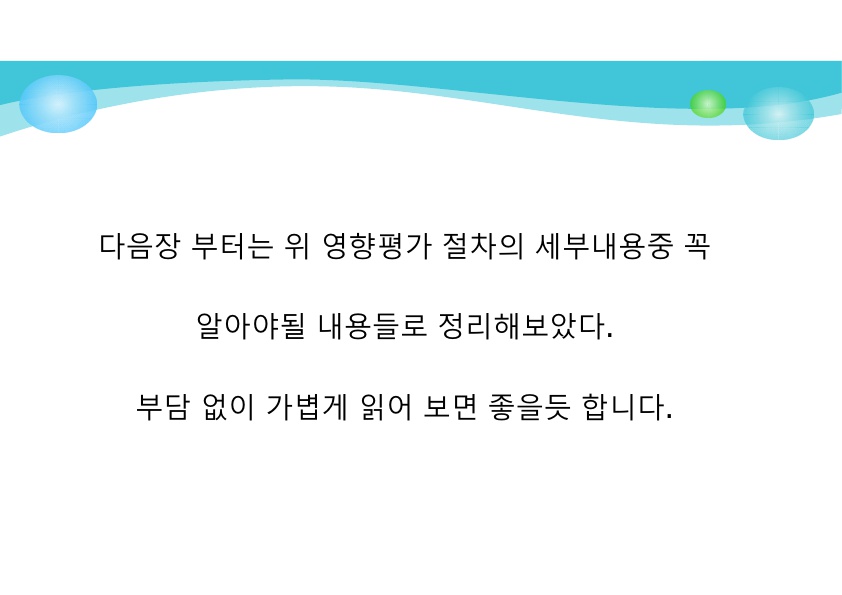 다음장 부터는 위 영향평가 절차의 세부내용중 꼭
알아야될 내용들로 정리해보았다.
부담 없이 가볍게 읽어 보면 좋을듯 합니다.